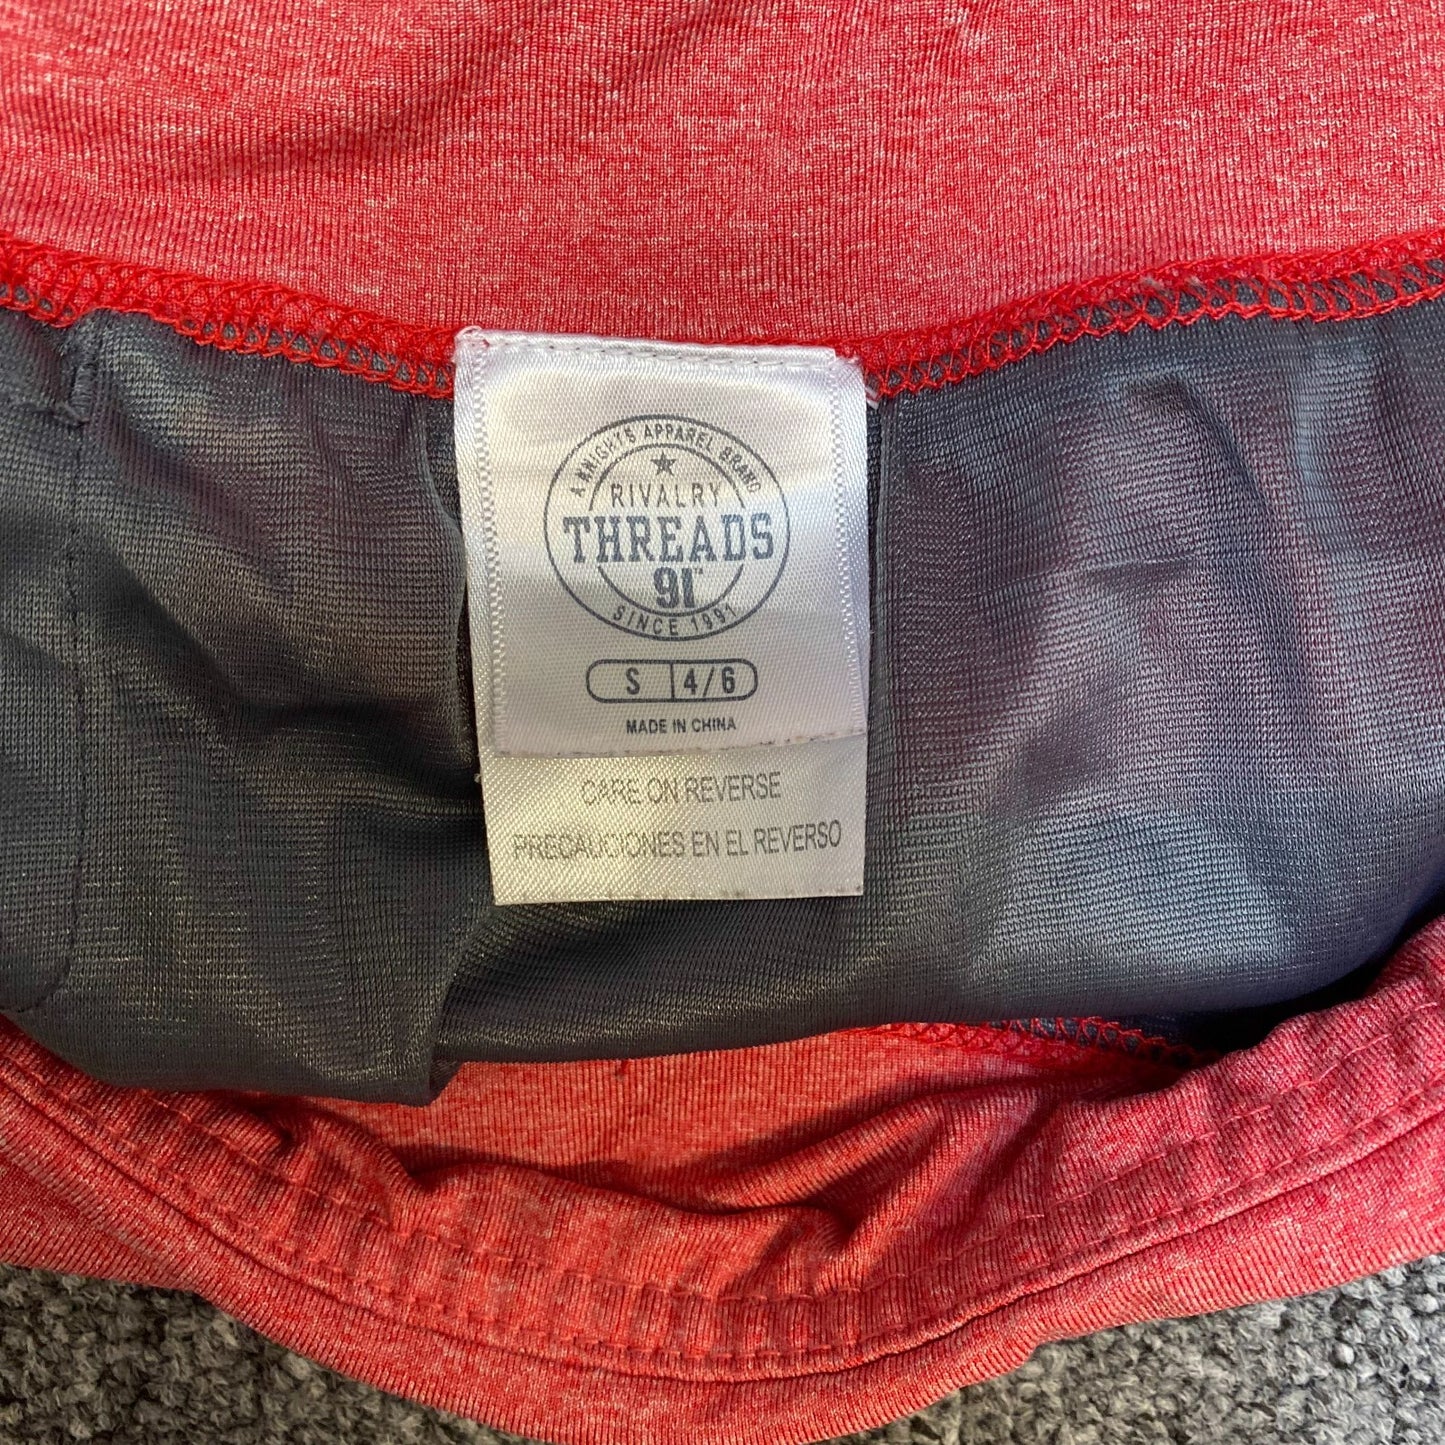 A KNIGHTS APPAREL BRAND
RIVALRY
THREADS
91™
SINCE 1991
S 4/6
MADE IN CHINA
CARE ON REVERSE
PRECAUCIONES EN EL REVERSO